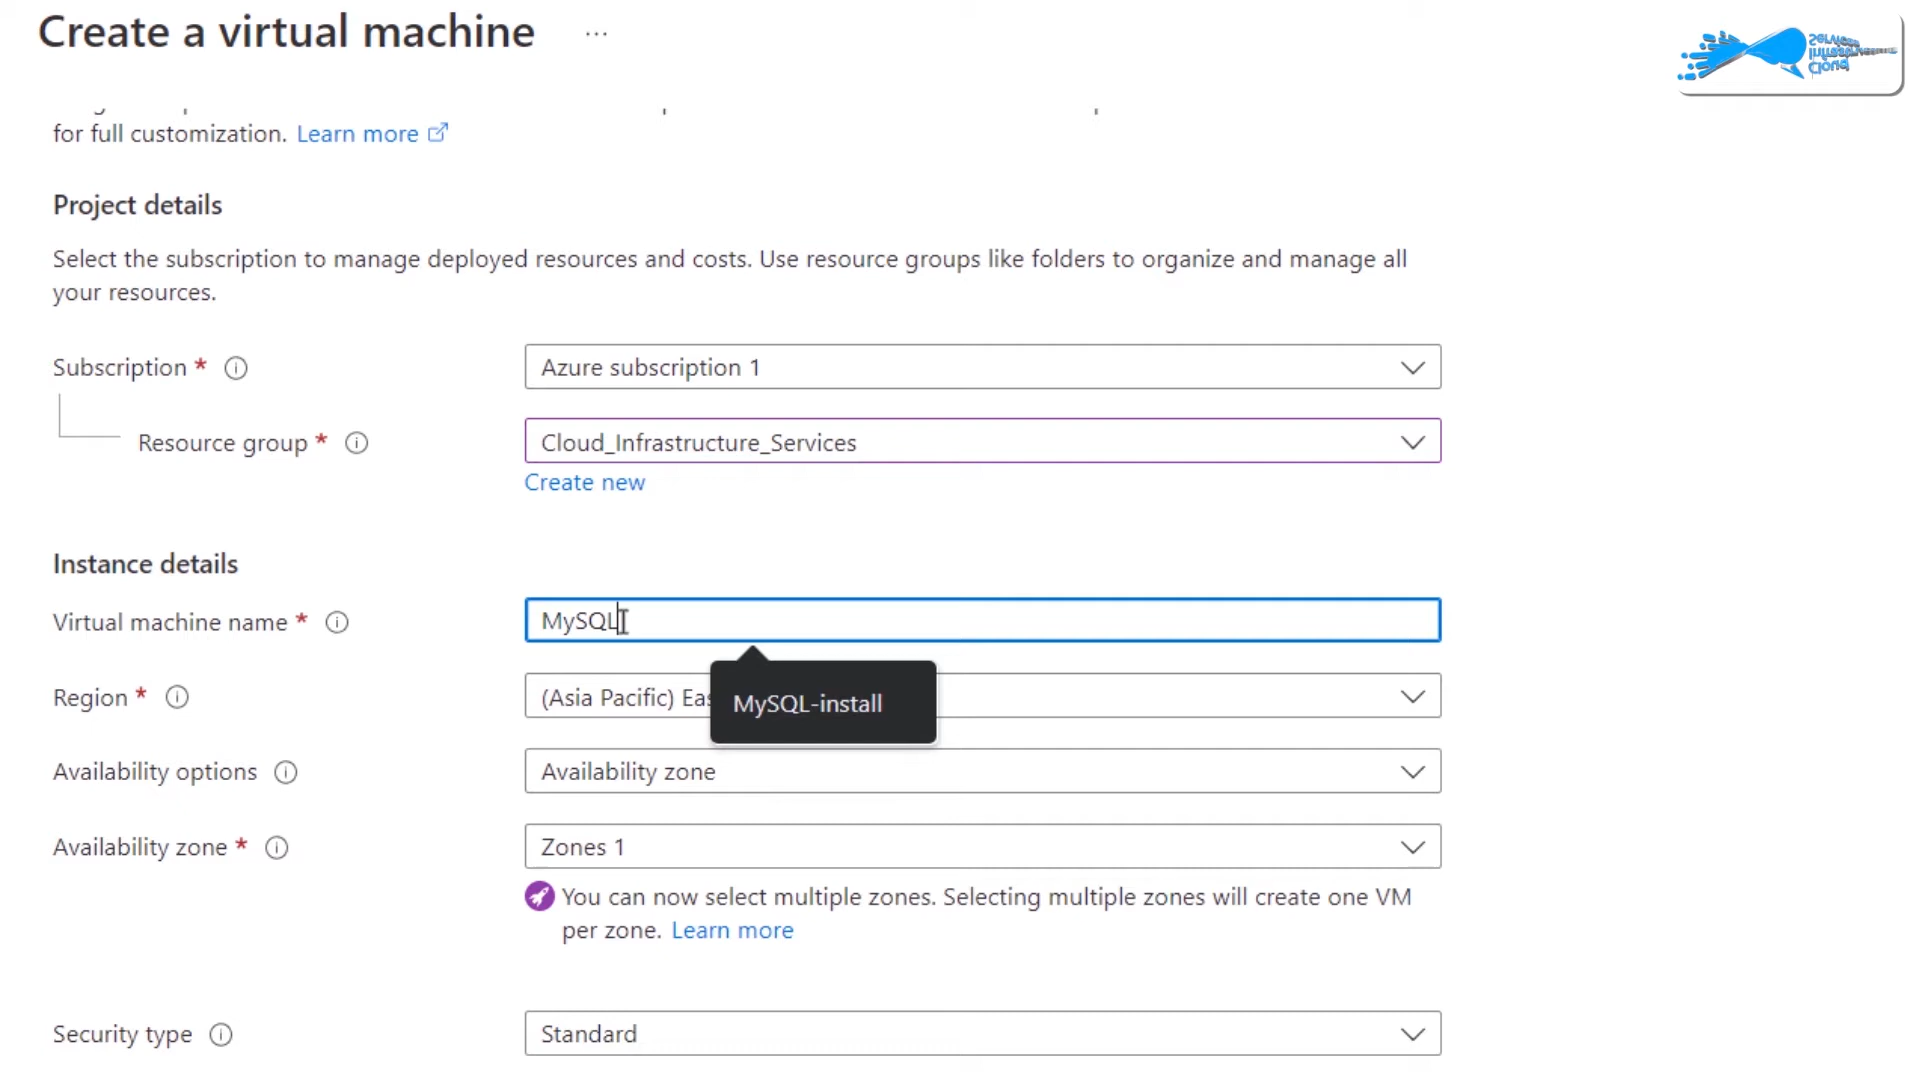 Create a virtual machine ...
for full customization. Learn more
Project details
Select the subscription to manage deployed resources and costs. Use resource groups like folders to organize and manage all
your resources.
Subscription *
Azure subscription 1
Resource group *
Cloud_Infrastructure_Services
Create new
Instance details
Virtual machine name *
MySQL
Region *
(Asia Pacific)
MySQL-install
Availability options
Availability zone
Availability zone *
Zones 1
You can now select multiple zones. Selecting multiple zones will create one VM
per zone. Learn more
Security type
Standard